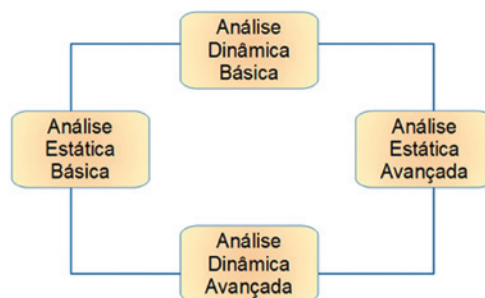 Análise
Dinâmica
Básica
Análise
Estática
Básica
Análise
Estática
Avançada
Análise
Dinâmica
Avançada